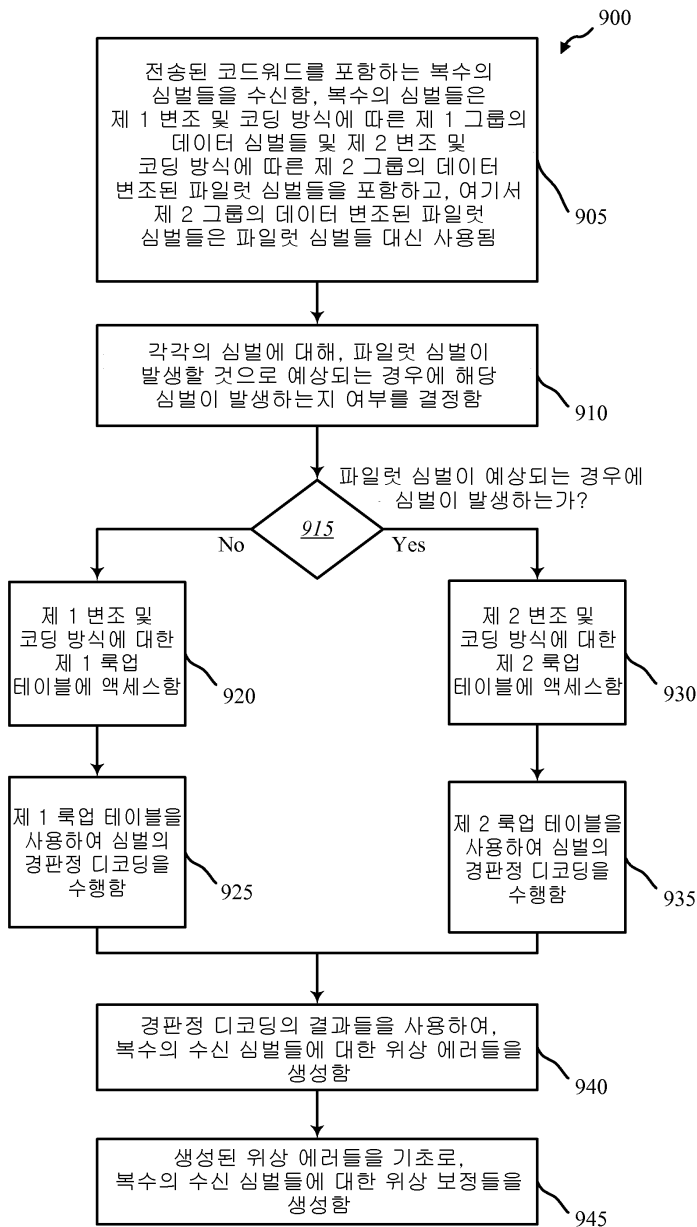 900
전송된 코드워드를 포함하는 복수의
심벌들을 수신함, 복수의 심벌들은
제 1 변조 및 코딩 방식에 따른 제 1 그룹의
데이터 심벌들 및 제 2 변조 및
코딩 방식에 따른 제 2 그룹의 데이터
변조된 파일럿 심벌들을 포함하고, 여기서
제 2 그룹의 데이터 변조된 파일럿
심벌들은 파일럿 심벌들 대신 사용됨
905
각각의 심벌에 대해, 파일럿 심벌이
발생할 것으로 예상되는 경우에 해당
심벌이 발생하는지 여부를 결정함
910
파일럿 심벌이 예상되는 경우에
심벌이 발생하는가?
915
No
Yes
제 1 변조 및
코딩 방식에 대한
제 1 룩업
테이블에 액세스함
920
제 2 변조 및
코딩 방식에 대한
제 2 룩업
테이블에 액세스함
930
제 1 룩업 테이블을
사용하여 심벌의
경판정 디코딩을
수행함
925
제 2 룩업 테이블을
사용하여 심벌의
경판정 디코딩을
수행함
935
경판정 디코딩의 결과들을 사용하여,
복수의 수신 심벌들에 대한 위상 에러들을
생성함
940
생성된 위상 에러들을 기초로,
복수의 수신 심벌들에 대한 위상 보정들을
생성함
945